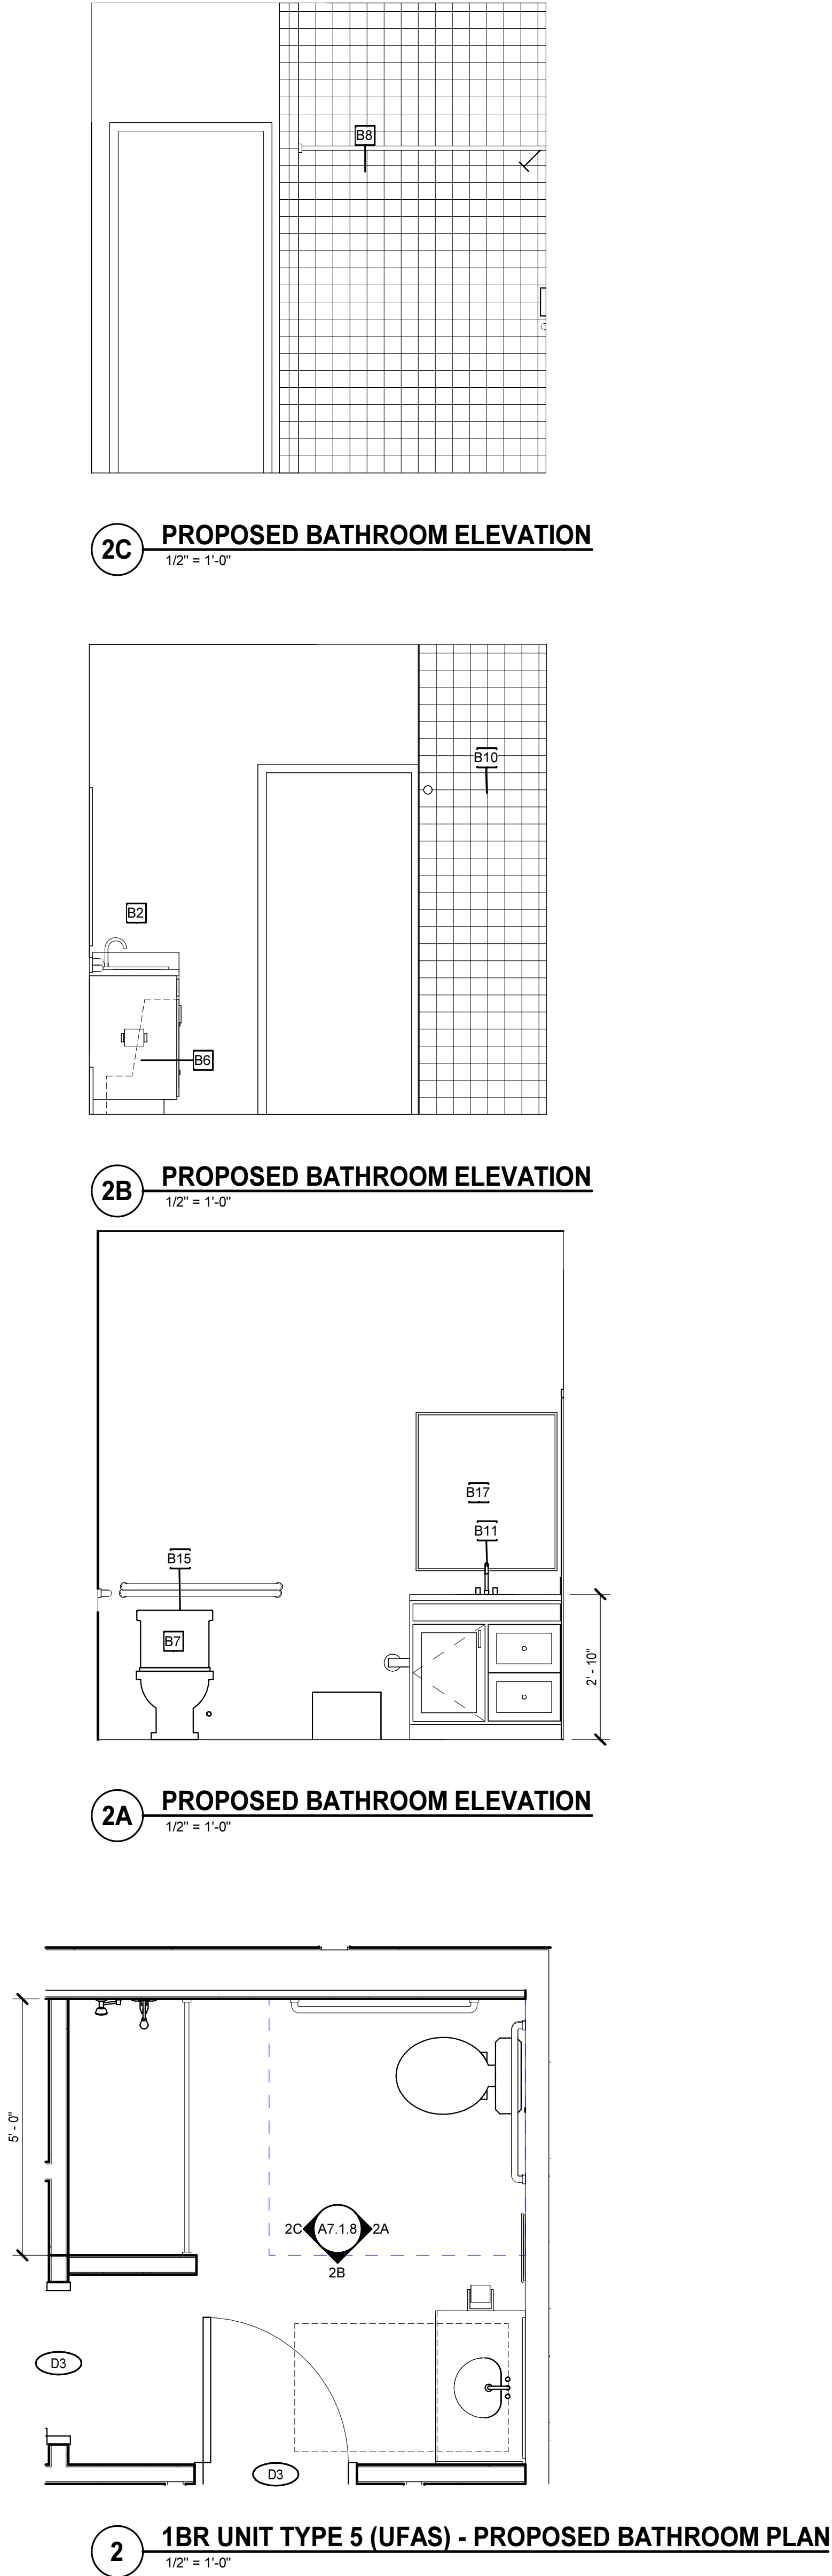 B8
2C
PROPOSED BATHROOM ELEVATION
1/2" = 1'-0"
B10
B2
B6
2B
PROPOSED BATHROOM ELEVATION
1/2" = 1'-0"
B17
B11
B15
B7
2' - 10"
2A
PROPOSED BATHROOM ELEVATION
1/2" = 1'-0"
5' - 0"
2C A7.1.8 2A
2B
D3
D3
2
1BR UNIT TYPE 5 (UFAS) - PROPOSED BATHROOM PLAN
1/2" = 1'-0"